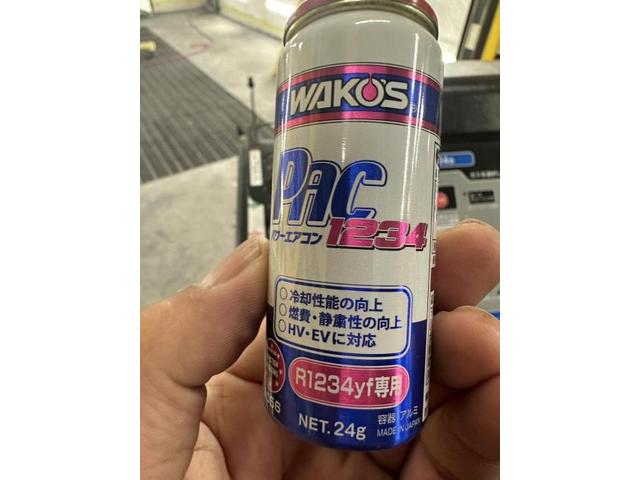 WAKO'S
PAC
パワーエアコン 1234
冷却性能の向上
燃費・静粛性の向上
HV・EVに対応
R1234yf専用
NET.24g
容器 アルミ
MADE IN JAPAN